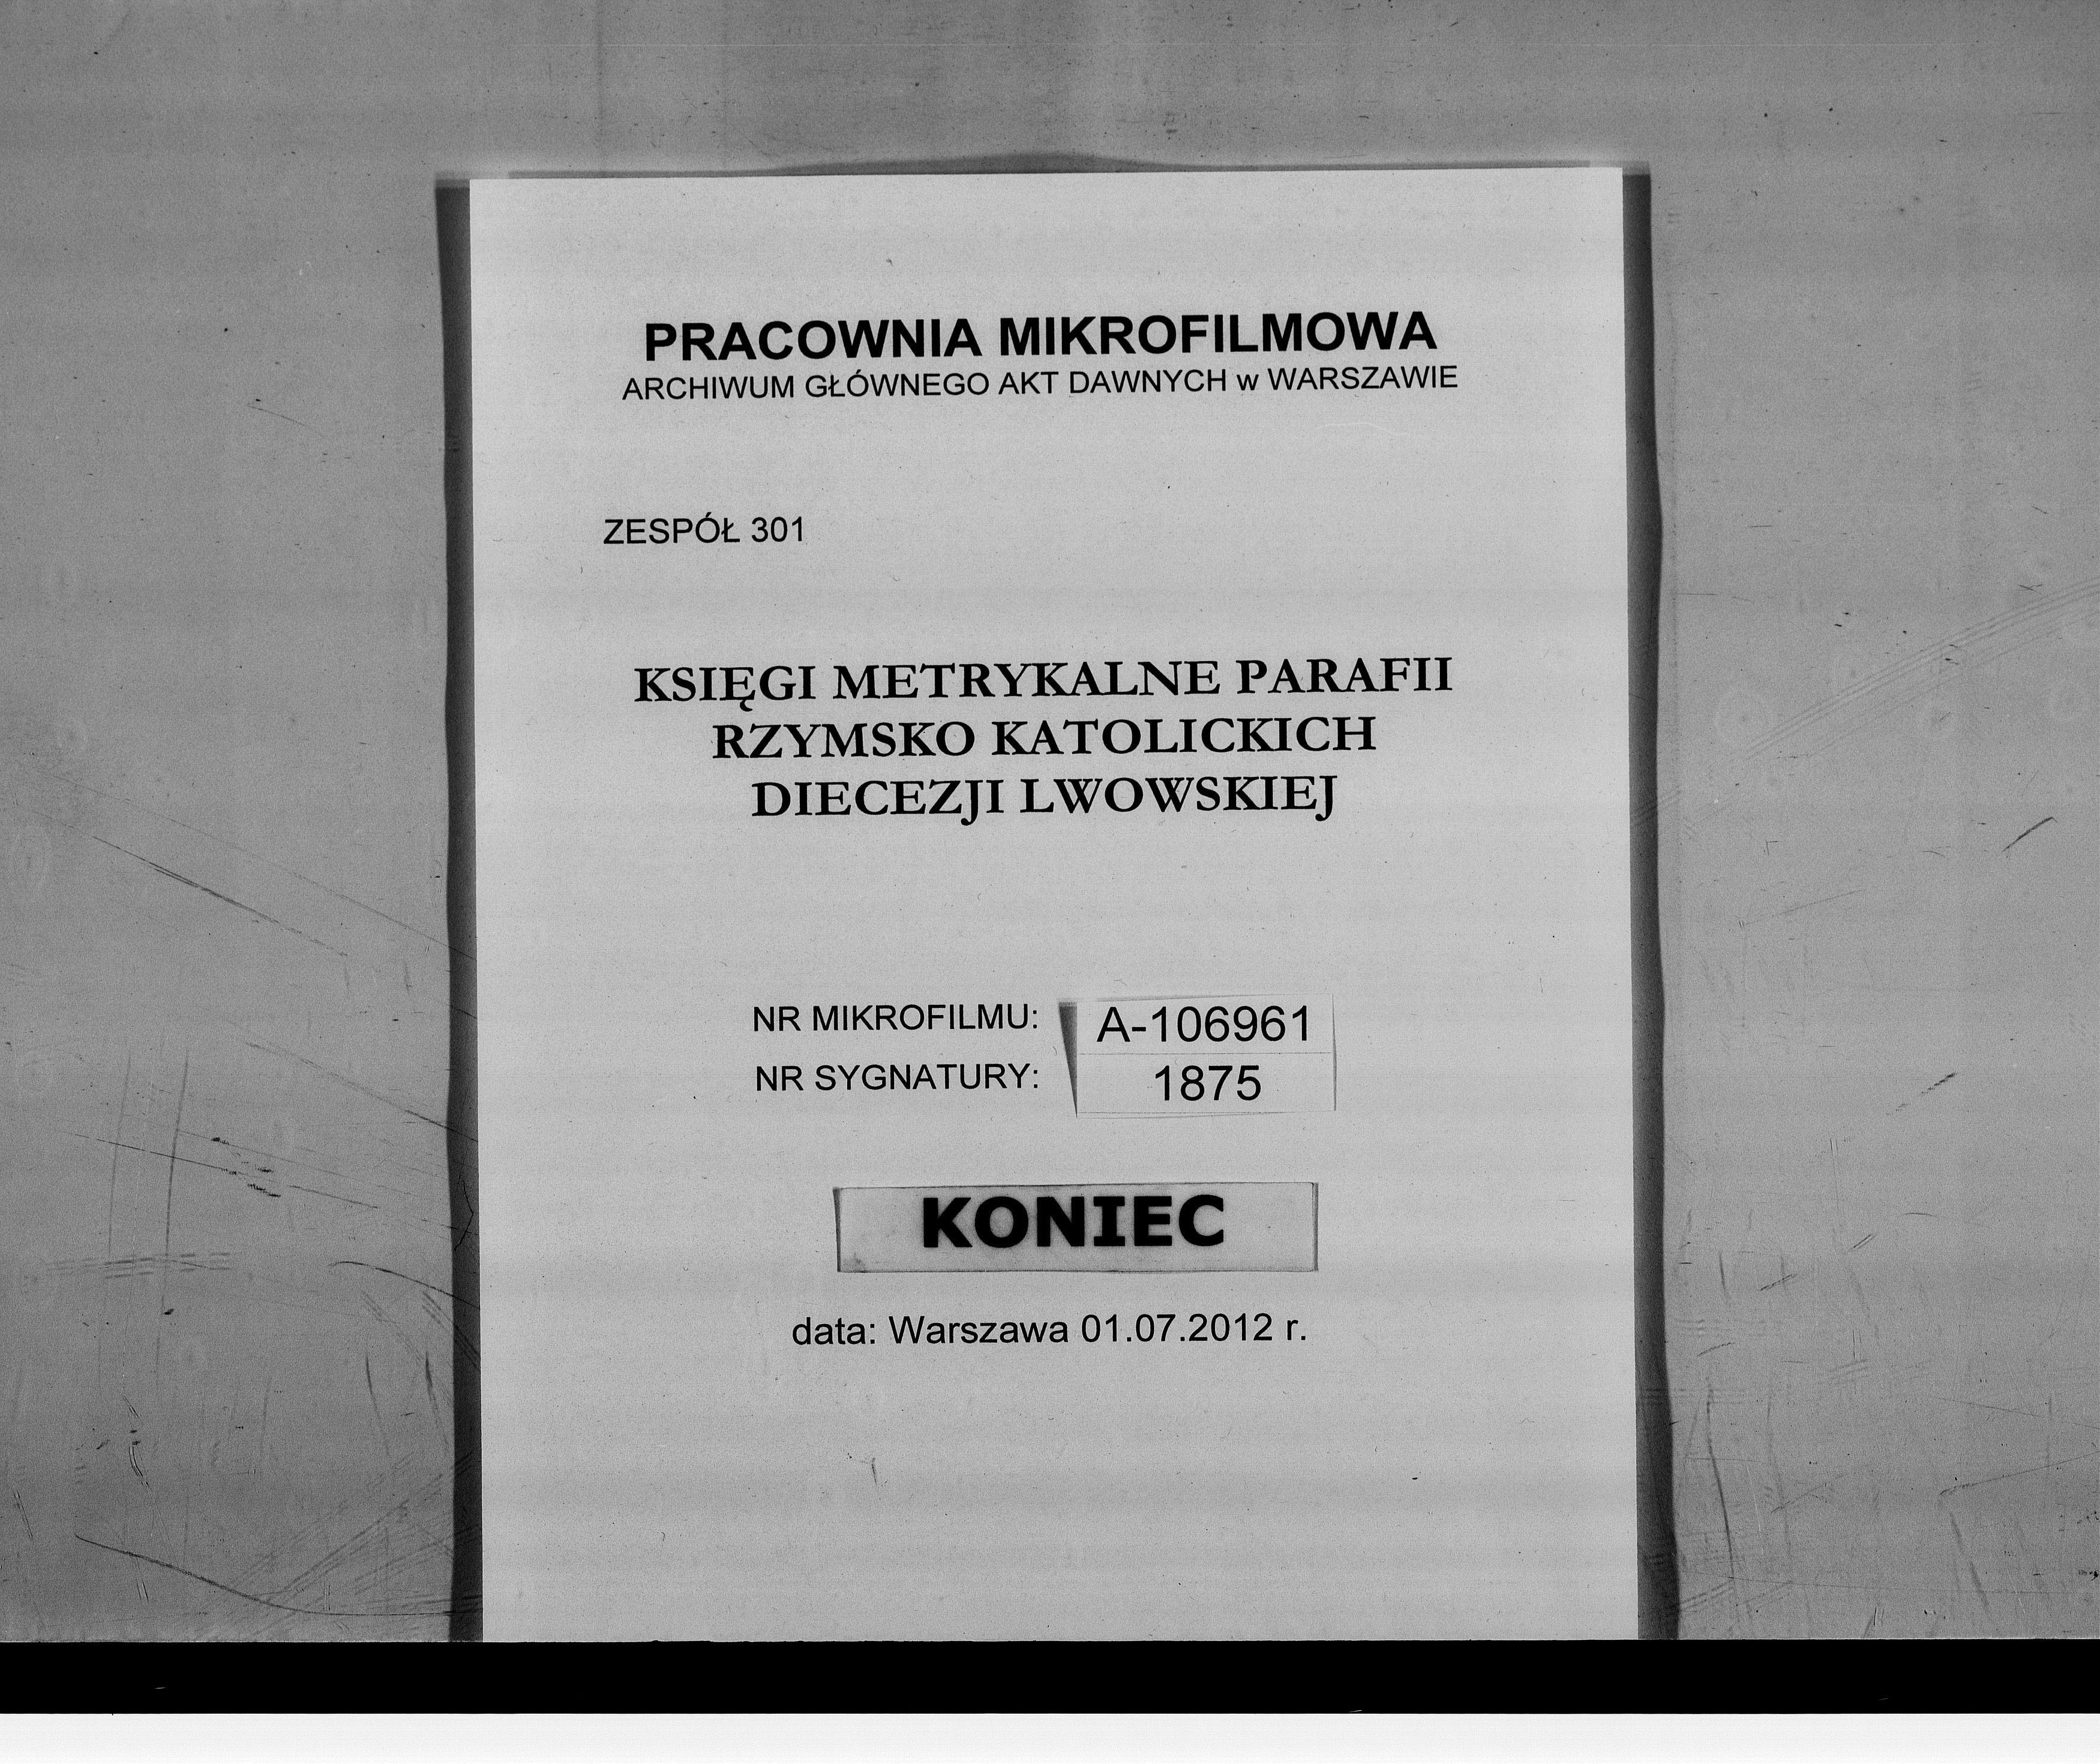 PRACOWNIA MIKROFILMOWA
ARCHIWUM GŁÓWNEGO AKT DAWNYCH w WARSZAWIE
ZESPÓŁ 301
KSIĘGI METRYKALNE PARAFII
RZYMSKO KATOLICKICH
DIECEZJI LWOWSKIEJ
NR MIKROFILMU: A-106961
NR SYGNATURY: 1875
KONIEC
data: Warszawa 01.07.2012 r.